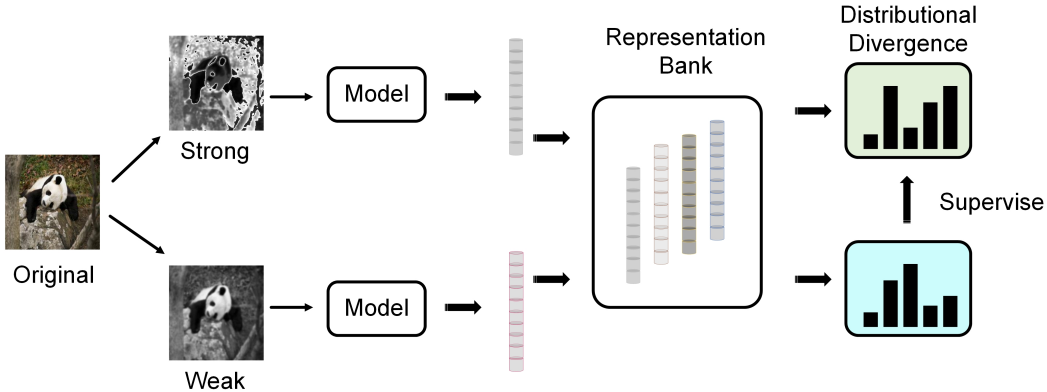 Distributional
Divergence
Representation
Bank
Model
Strong
Supervise
Original
Model
Weak